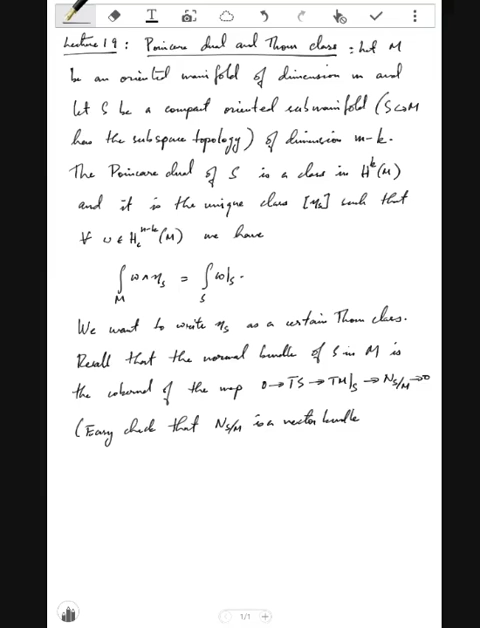 Lecture 19 : Poincare dual and Thom class : Let M
be an oriented manifold of dimension m and
let S be a compact oriented submanifold (S↪M
has the subspace topology) of dimension m-k.
The Poincare dual of S is a class in H^k(M)
and it is the unique class [η_S] such that
∀ ω ∈ H_c^{m-k}(M) we have
∫_M ω∧η_S = ∫_S ω|_S.
We want to write η_S as a certain Thom class.
Recall that the normal bundle of S in M is
the cokernel of the map 0→TS→TM|_S→N_{S/M}→0
(Easy check that N_{S/M} is a vector bundle
1/1